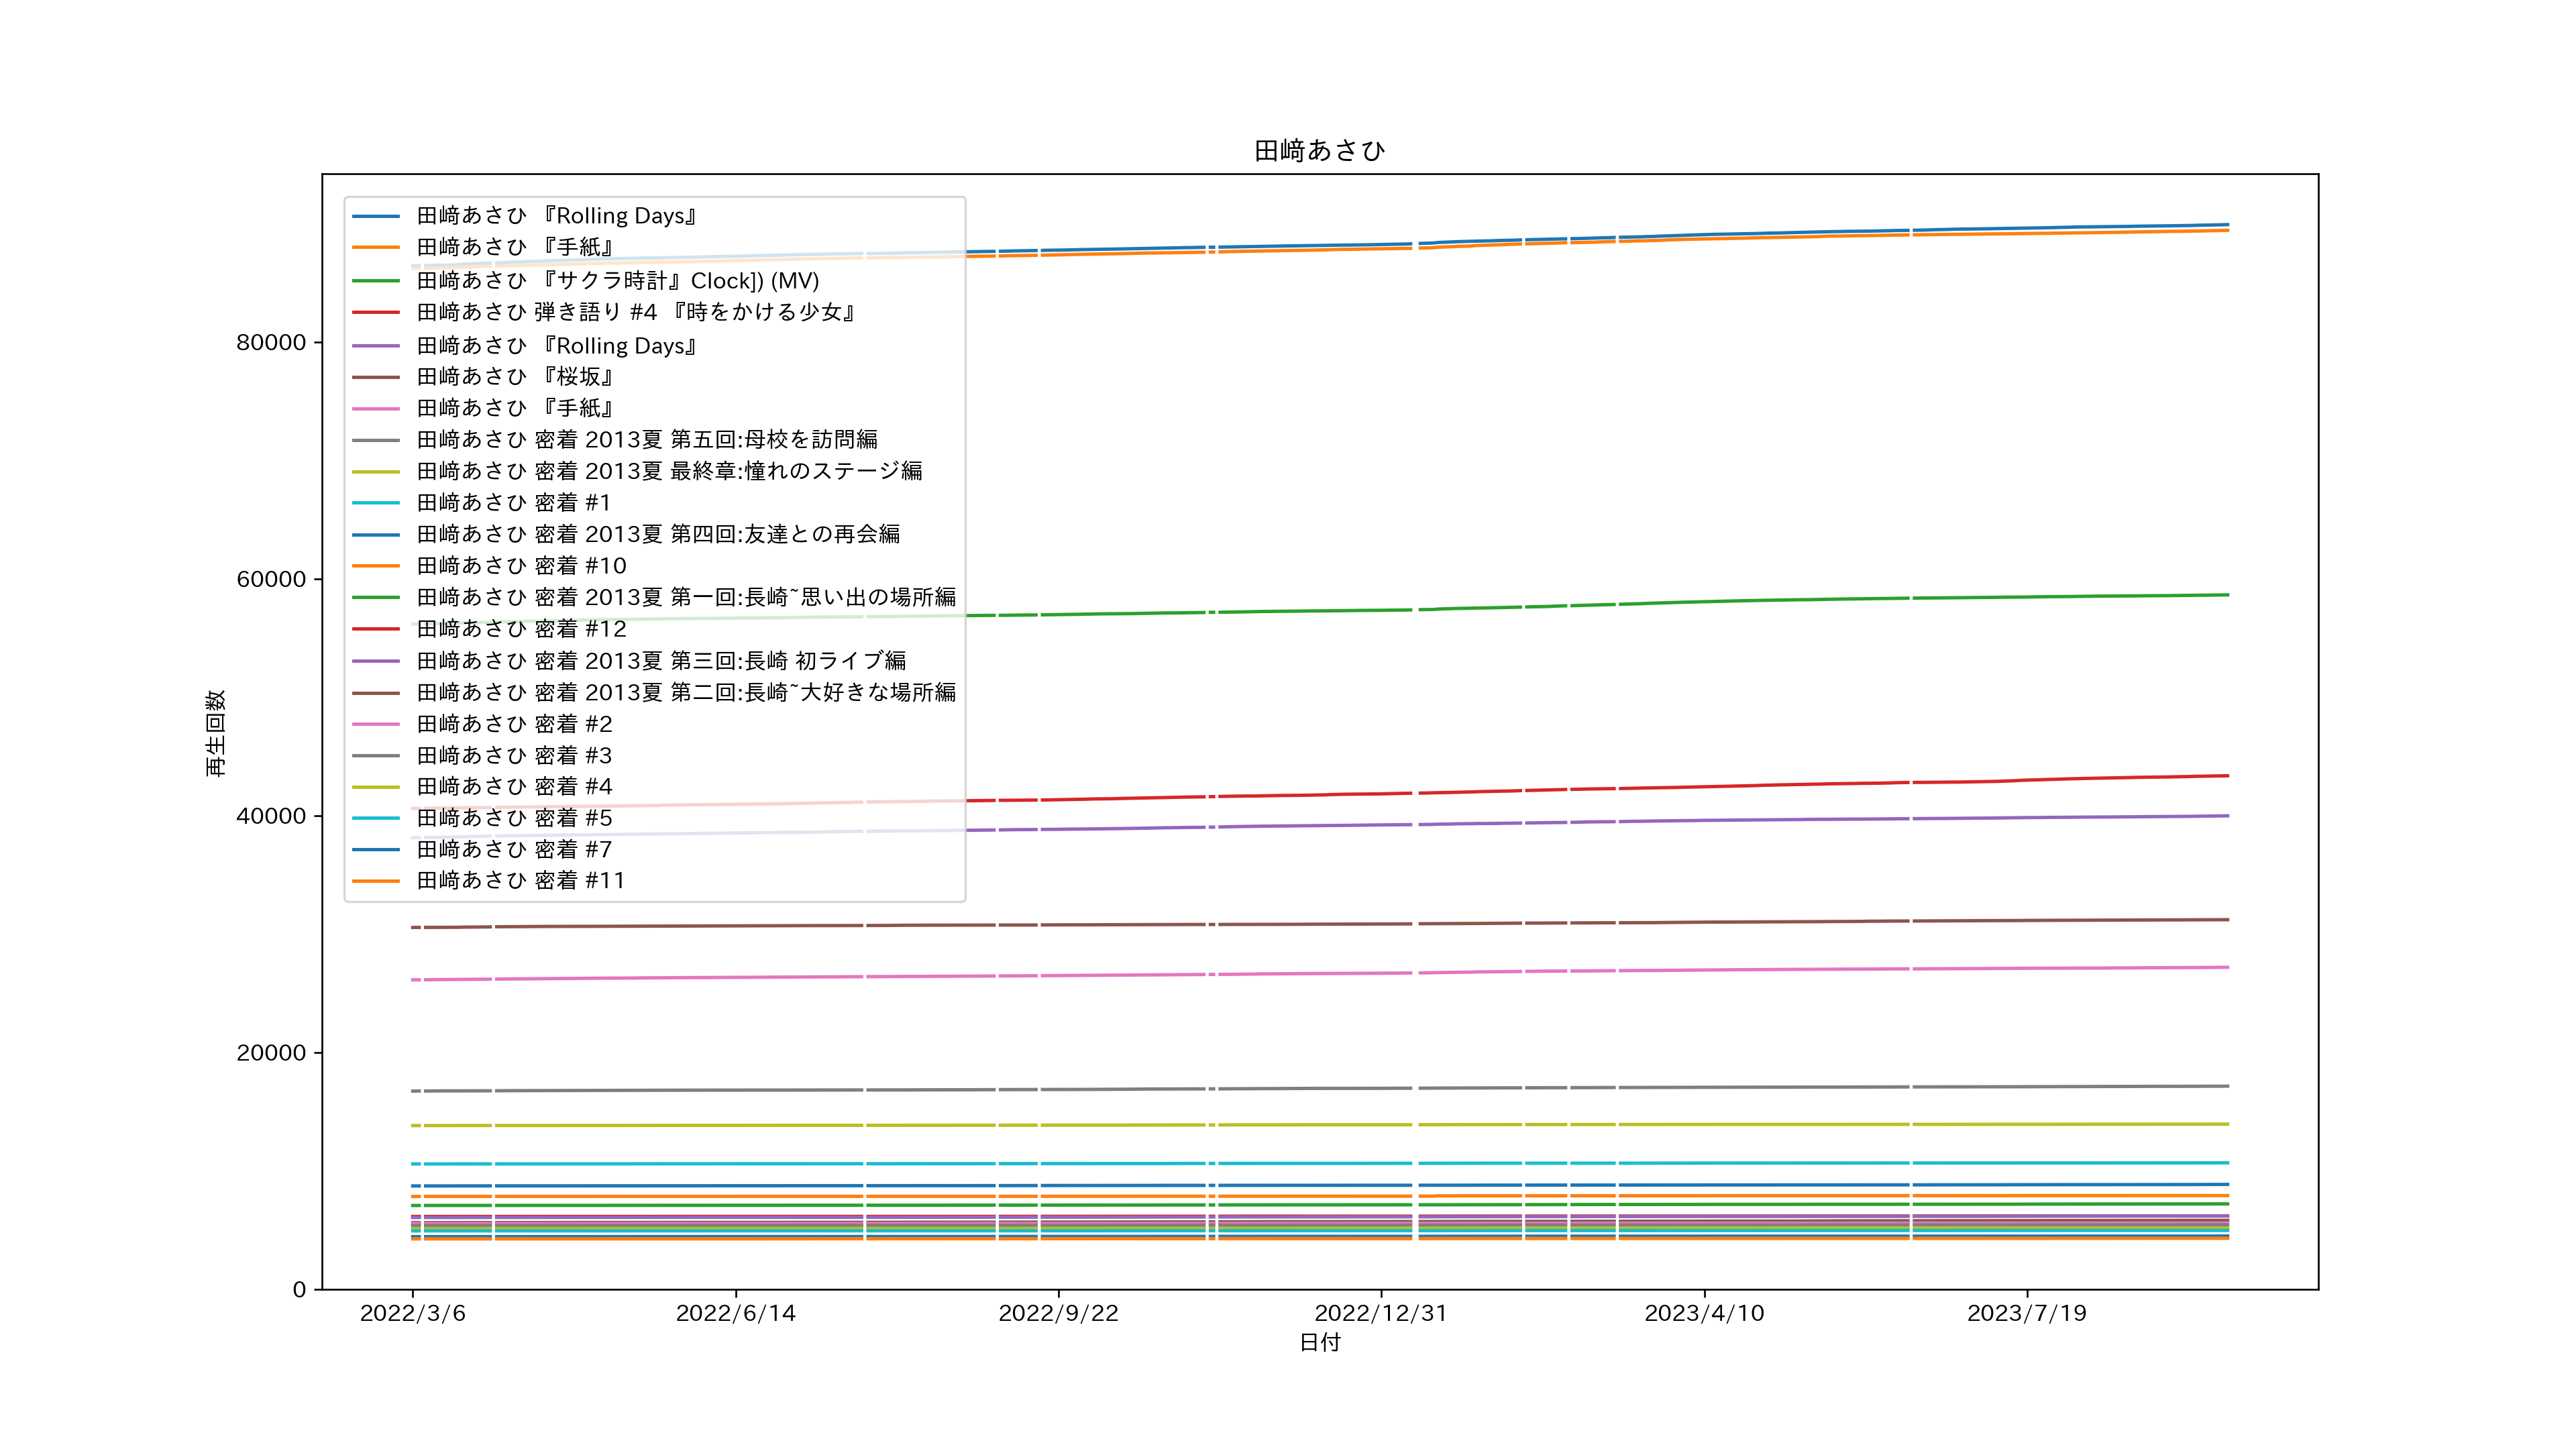 田﨑あさひ
田﨑あさひ 『Rolling Days』
田﨑あさひ 『手紙』
田﨑あさひ 『サクラ時計』Clock]) (MV)
田﨑あさひ 弾き語り #4 『時をかける少女』
田﨑あさひ 『Rolling Days』
田﨑あさひ 『桜坂』
田﨑あさひ 『手紙』
田﨑あさひ 密着 2013夏 第五回:母校を訪問編
田﨑あさひ 密着 2013夏 最終章:憧れのステージ編
田﨑あさひ 密着 #1
田﨑あさひ 密着 2013夏 第四回:友達との再会編
田﨑あさひ 密着 #10
田﨑あさひ 密着 2013夏 第一回:長崎~思い出の場所編
田﨑あさひ 密着 #12
田﨑あさひ 密着 2013夏 第三回:長崎 初ライブ編
田﨑あさひ 密着 2013夏 第二回:長崎~大好きな場所編
田﨑あさひ 密着 #2
田﨑あさひ 密着 #3
田﨑あさひ 密着 #4
田﨑あさひ 密着 #5
田﨑あさひ 密着 #7
田﨑あさひ 密着 #11
80000
60000
40000
20000
0
再生回数
2022/3/6 2022/6/14 2022/9/22 2022/12/31 2023/4/10 2023/7/19
日付